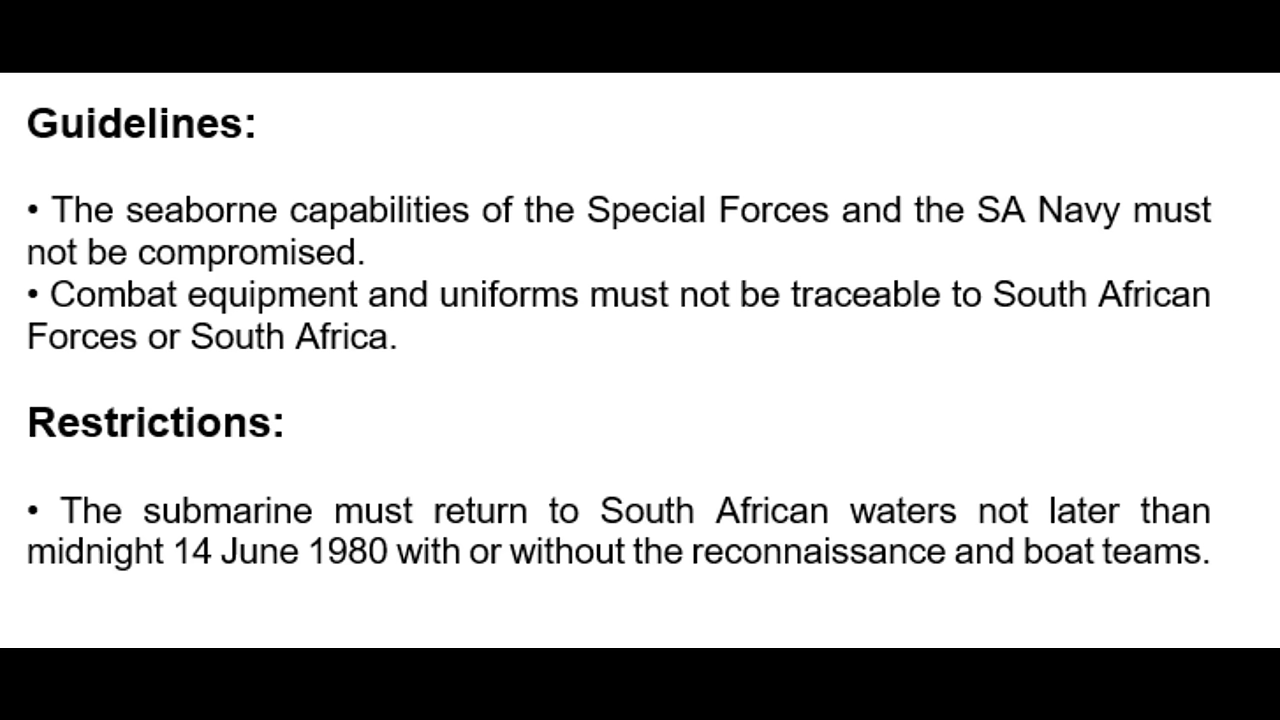 Guidelines:
• The seaborne capabilities of the Special Forces and the SA Navy must
not be compromised.
• Combat equipment and uniforms must not be traceable to South African
Forces or South Africa.
Restrictions:
• The submarine must return to South African waters not later than
midnight 14 June 1980 with or without the reconnaissance and boat teams.